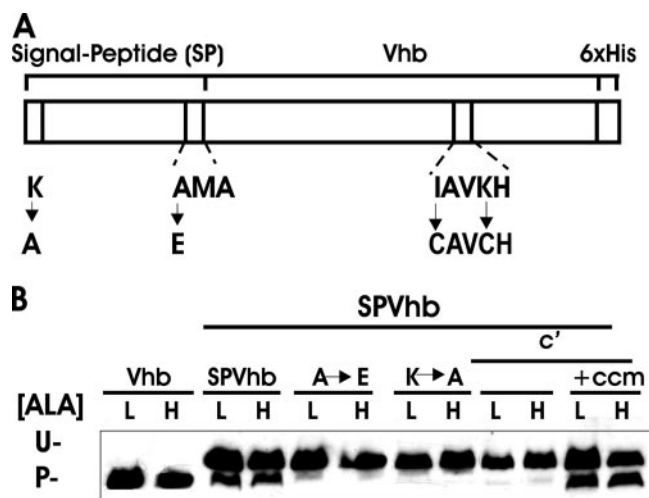 A
Signal-Peptide (SP) Vhb 6xHis
K AMA IAVKH
A E CAVCH
B
SPVhb
c'
Vhb SPVhb A→E K→A +ccm
[ALA] L H L H L H L H L H L H
U-
P-